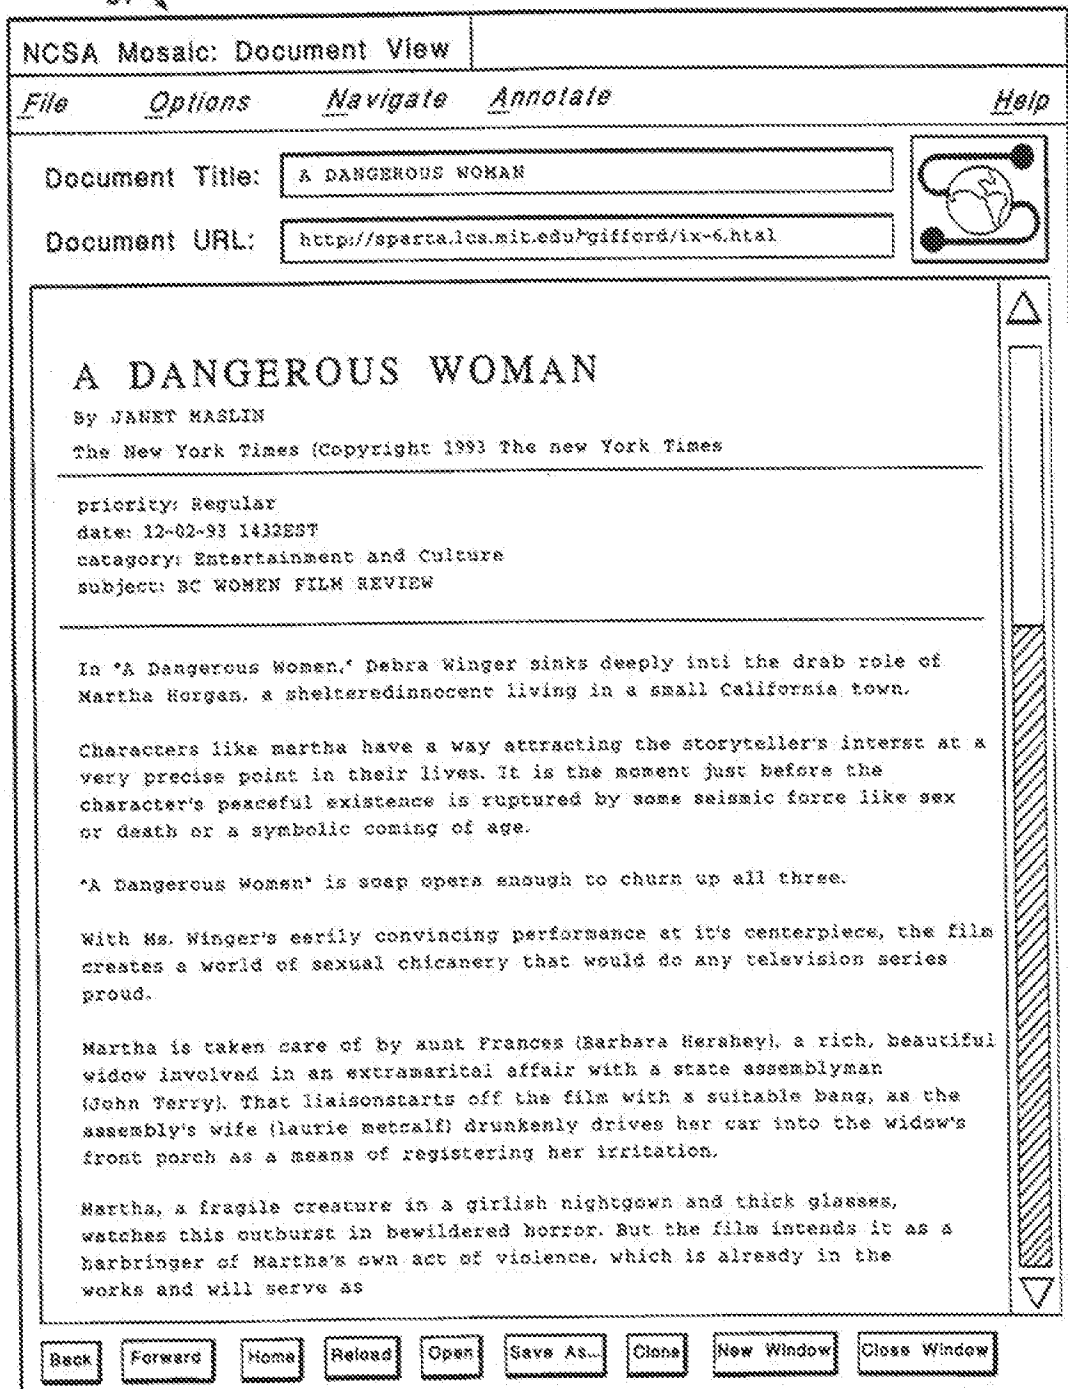 NCSA Mosaic: Document View
File Options Navigate Annotate Help
Document Title: A DANGEROUS WOMAN
Document URL: http://sparta.lcs.mit.edu/~gifford/ix-6.html
A DANGEROUS WOMAN
By JANET MASLIN
The New York Times (Copyright 1993 The new York Times
priority: Regular
date: 12-02-93 1432EST
catagory: Entertainment and Culture
subject: BC WOMEN FILM REVIEW
In "A Dangerous Women," Debra Winger sinks deeply inti the drab role of
Martha Horgan, a shelteredinnocent living in a small California town.
Characters like martha have a way attracting the storyteller's interst at a
very precise point in their lives. It is the moment just before the
character's peaceful existence is ruptured by some seismic force like sex
or death or a symbolic coming of age.
"A Dangerous Women" is soap opera enough to churn up all three.
With Ms. Winger's eerily convincing performance at it's centerpiece, the film
creates a world of sexual chicanery that would do any television series
proud.
Martha is taken care of by aunt Frances (Barbara Hershey), a rich, beautiful
widow involved in an extramarital affair with a state assemblyman
(John Terry). That liaisonstarts off the film with a suitable bang, as the
assembly's wife (laurie metcalf) drunkenly drives her car into the widow's
front porch as a means of registering her irritation.
Martha, a fragile creature in a girlish nightgown and thick glasses,
watches this outburst in bewildered horror. But the film intends it as a
harbringer of Martha's own act of violence, which is already in the
works and will serve as
Back Forward Home Reload Open Save As... Clone New Window Close Window